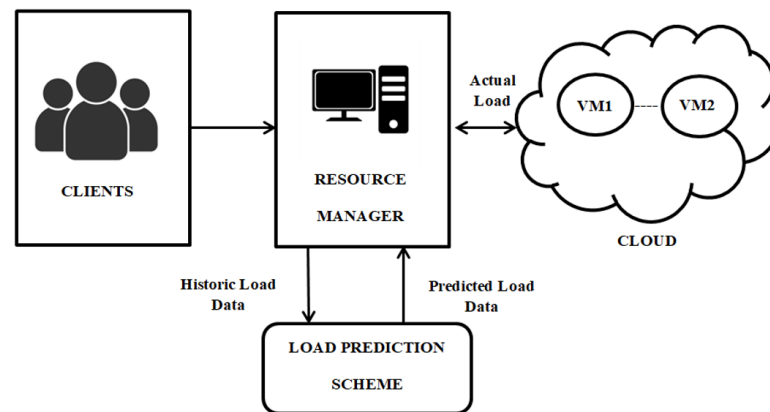 CLIENTS
RESOURCE
MANAGER
Actual
Load
VM1
VM2
CLOUD
Historic Load
Data
Predicted Load
Data
LOAD PREDICTION
SCHEME